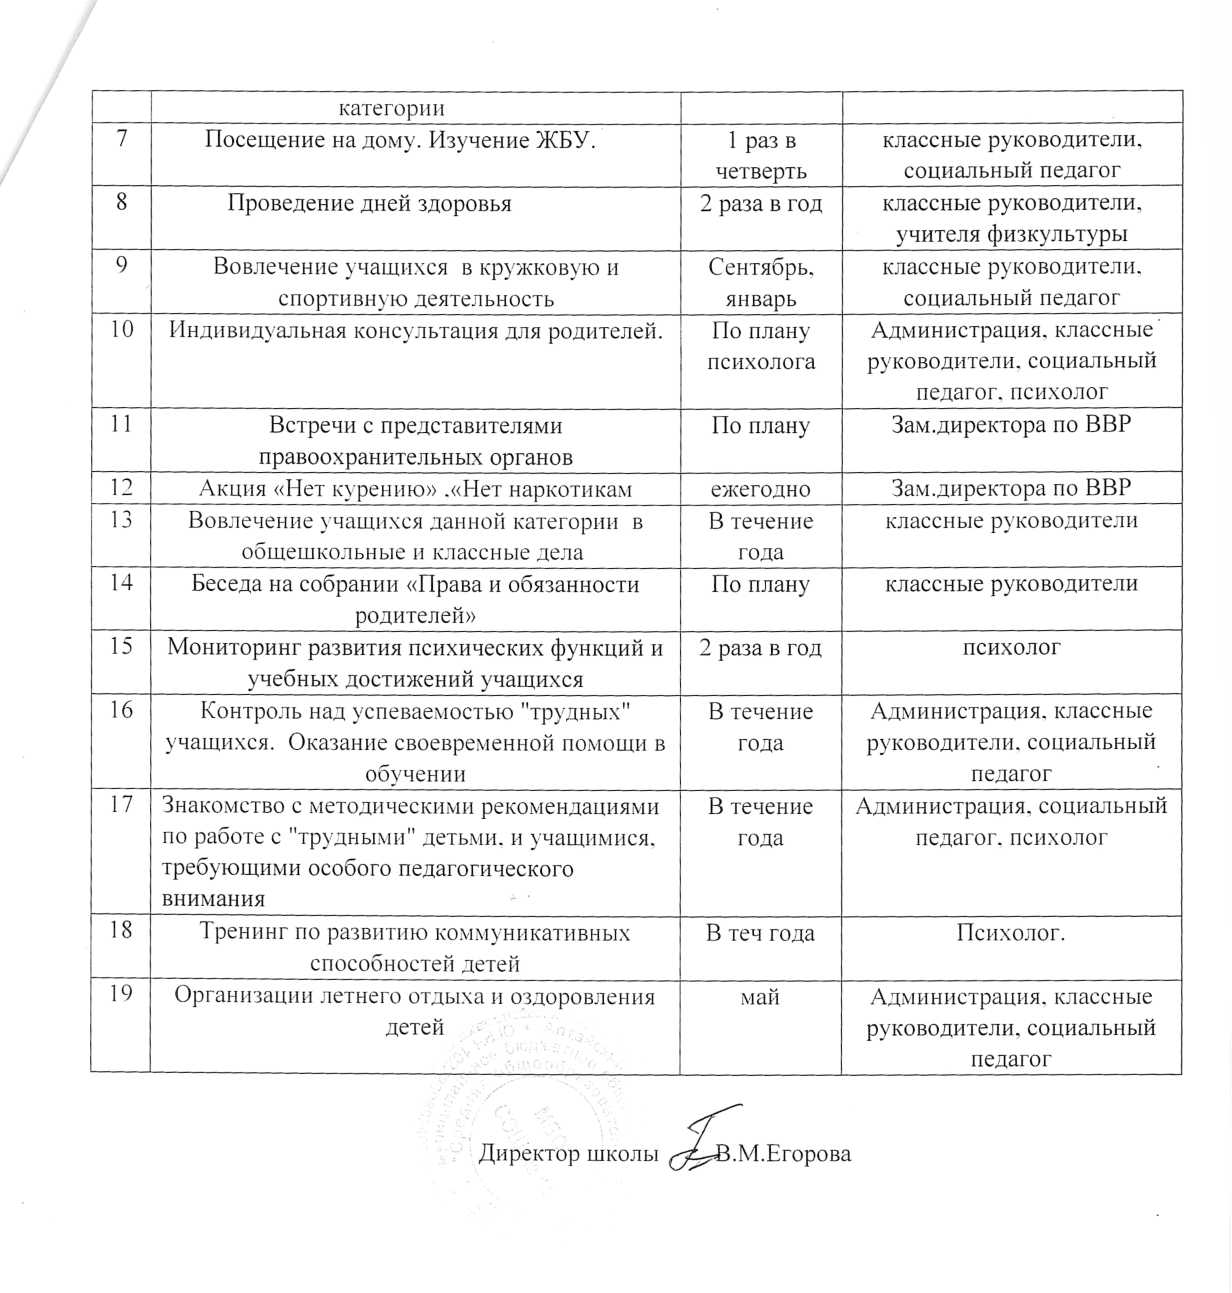 категории
7 Посещение на дому. Изучение ЖБУ. 1 раз в классные руководители,
четверть социальный педагог
8 Проведение дней здоровья 2 раза в год классные руководители,
учителя физкультуры
9 Вовлечение учащихся в кружковую и Сентябрь, классные руководители,
спортивную деятельность январь социальный педагог
10 Индивидуальная консультация для родителей. По плану Администрация, классные
психолога руководители, социальный
педагог, психолог
11 Встречи с представителями По плану Зам.директора по ВВР
правоохранительных органов
12 Акция «Нет курению» ,«Нет наркотикам ежегодно Зам.директора по ВВР
13 Вовлечение учащихся данной категории в В течение классные руководители
общешкольные и классные дела года
14 Беседа на собрании «Права и обязанности По плану классные руководители
родителей»
15 Мониторинг развития психических функций и 2 раза в год психолог
учебных достижений учащихся
16 Контроль над успеваемостью "трудных" В течение Администрация, классные
учащихся. Оказание своевременной помощи в года руководители, социальный
обучении педагог
17 Знакомство с методическими рекомендациями В течение Администрация, социальный
по работе с "трудными" детьми, и учащимися, года педагог, психолог
требующими особого педагогического
внимания
18 Тренинг по развитию коммуникативных В теч года Психолог.
способностей детей
19 Организации летнего отдыха и оздоровления май Администрация, классные
детей руководители, социальный
педагог
Директор школы В.М.Егорова